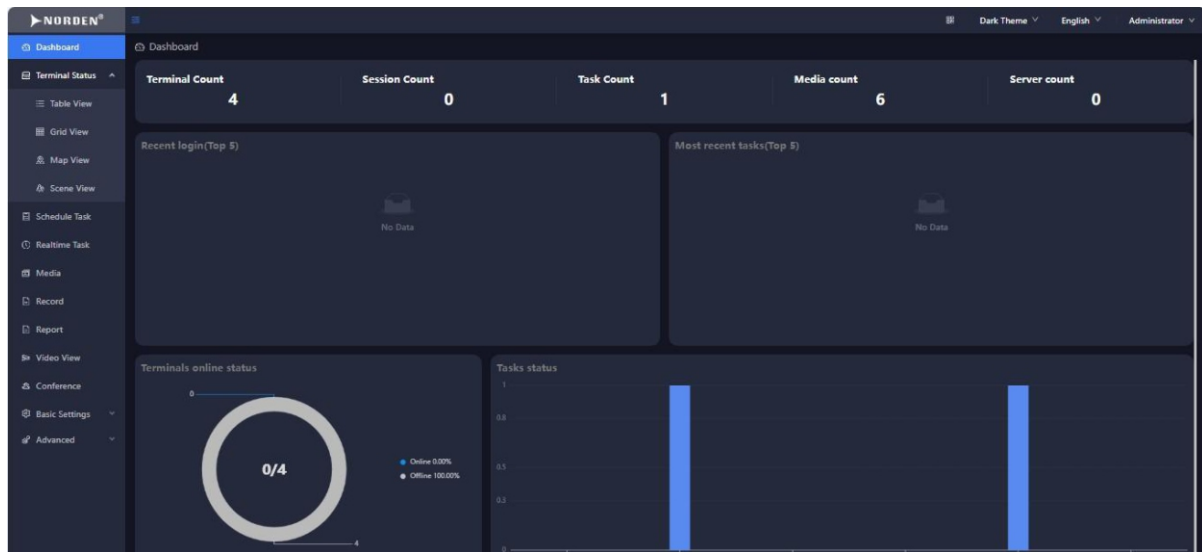 NORDEN®
Dark Theme
English
Administrator
Dashboard
Terminal Status
Table View
Grid View
Map View
Scene View
Schedule Task
Realtime Task
Media
Record
Report
Video View
Conference
Basic Settings
Advanced
Dashboard
Terminal Count
4
Session Count
0
Task Count
1
Media count
6
Server count
0
Recent login(Top 5)
No Data
Most recent tasks(Top 5)
No Data
Terminals online status
0
0/4
4
Online 0.00%
Offline 100.00%
Tasks status
1
0.8
0.5
0.3
0